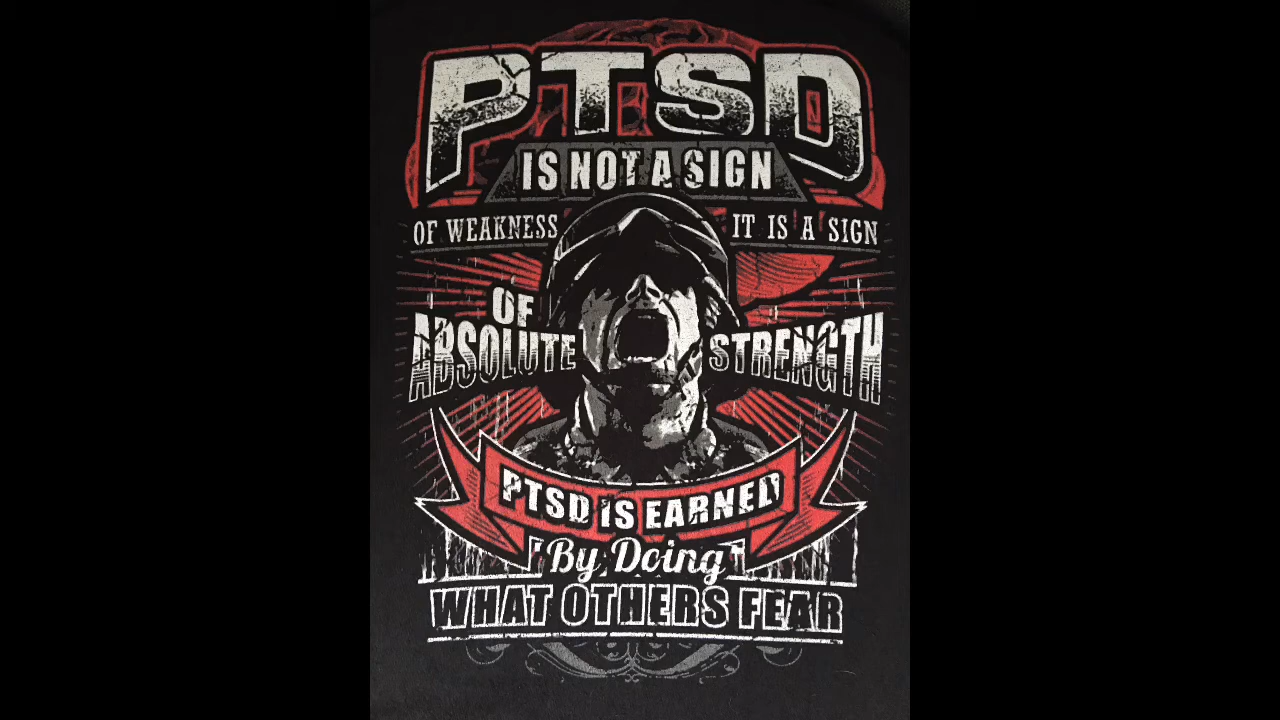 PTSD
IS NOT A SIGN
OF WEAKNESS IT IS A SIGN
OF
ABSOLUTE STRENGTH
PTSD IS EARNED
By Doing
WHAT OTHERS FEAR